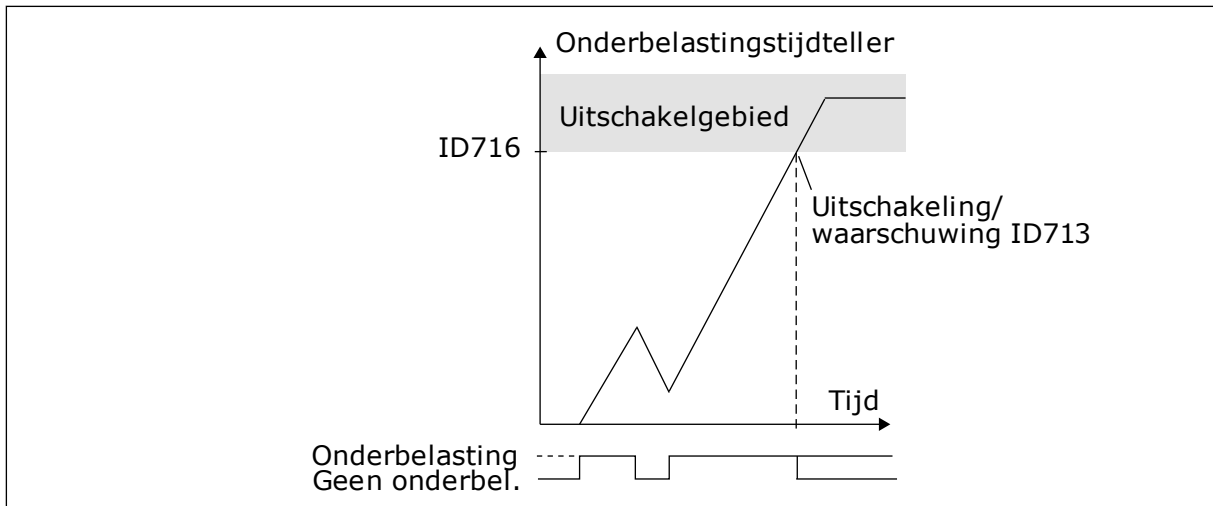 Onderbelastingstijdteller
Uitschakelgebied
ID716
Uitschakeling/
waarschuwing ID713
Tijd
Onderbelasting
Geen onderbel.